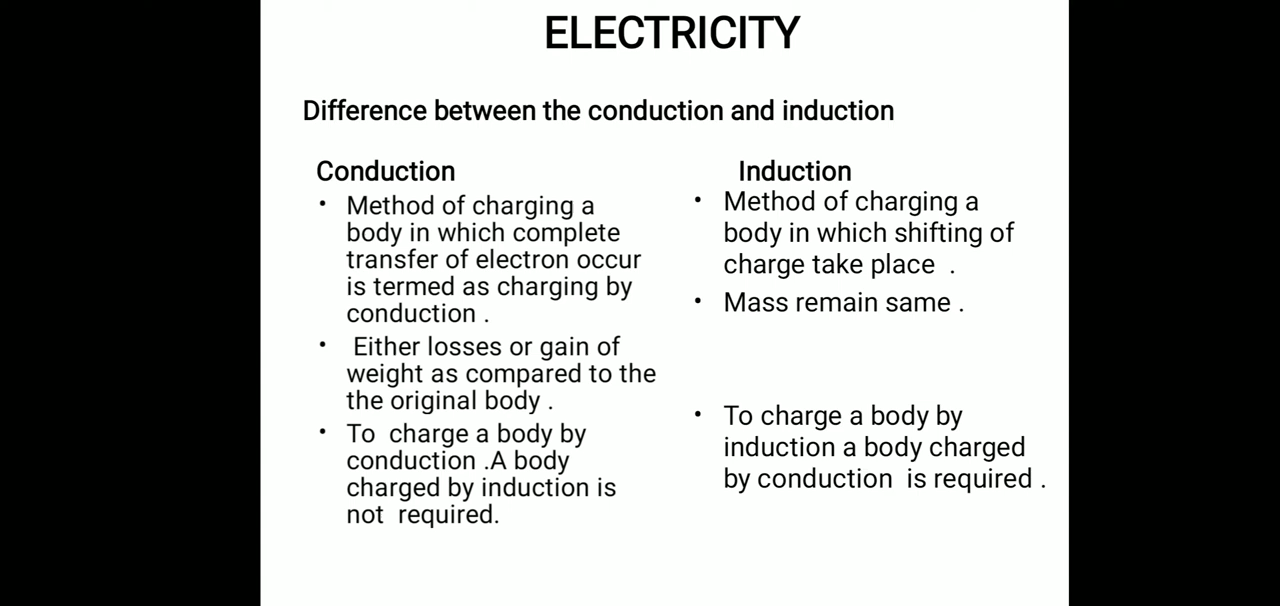 ELECTRICITY
Difference between the conduction and induction
Conduction
• Method of charging a
body in which complete
transfer of electron occur
is termed as charging by
conduction .
• Either losses or gain of
weight as compared to the
the original body .
• To charge a body by
conduction .A body
charged by induction is
not required.
Induction
• Method of charging a
body in which shifting of
charge take place .
• Mass remain same .
• To charge a body by
induction a body charged
by conduction is required .